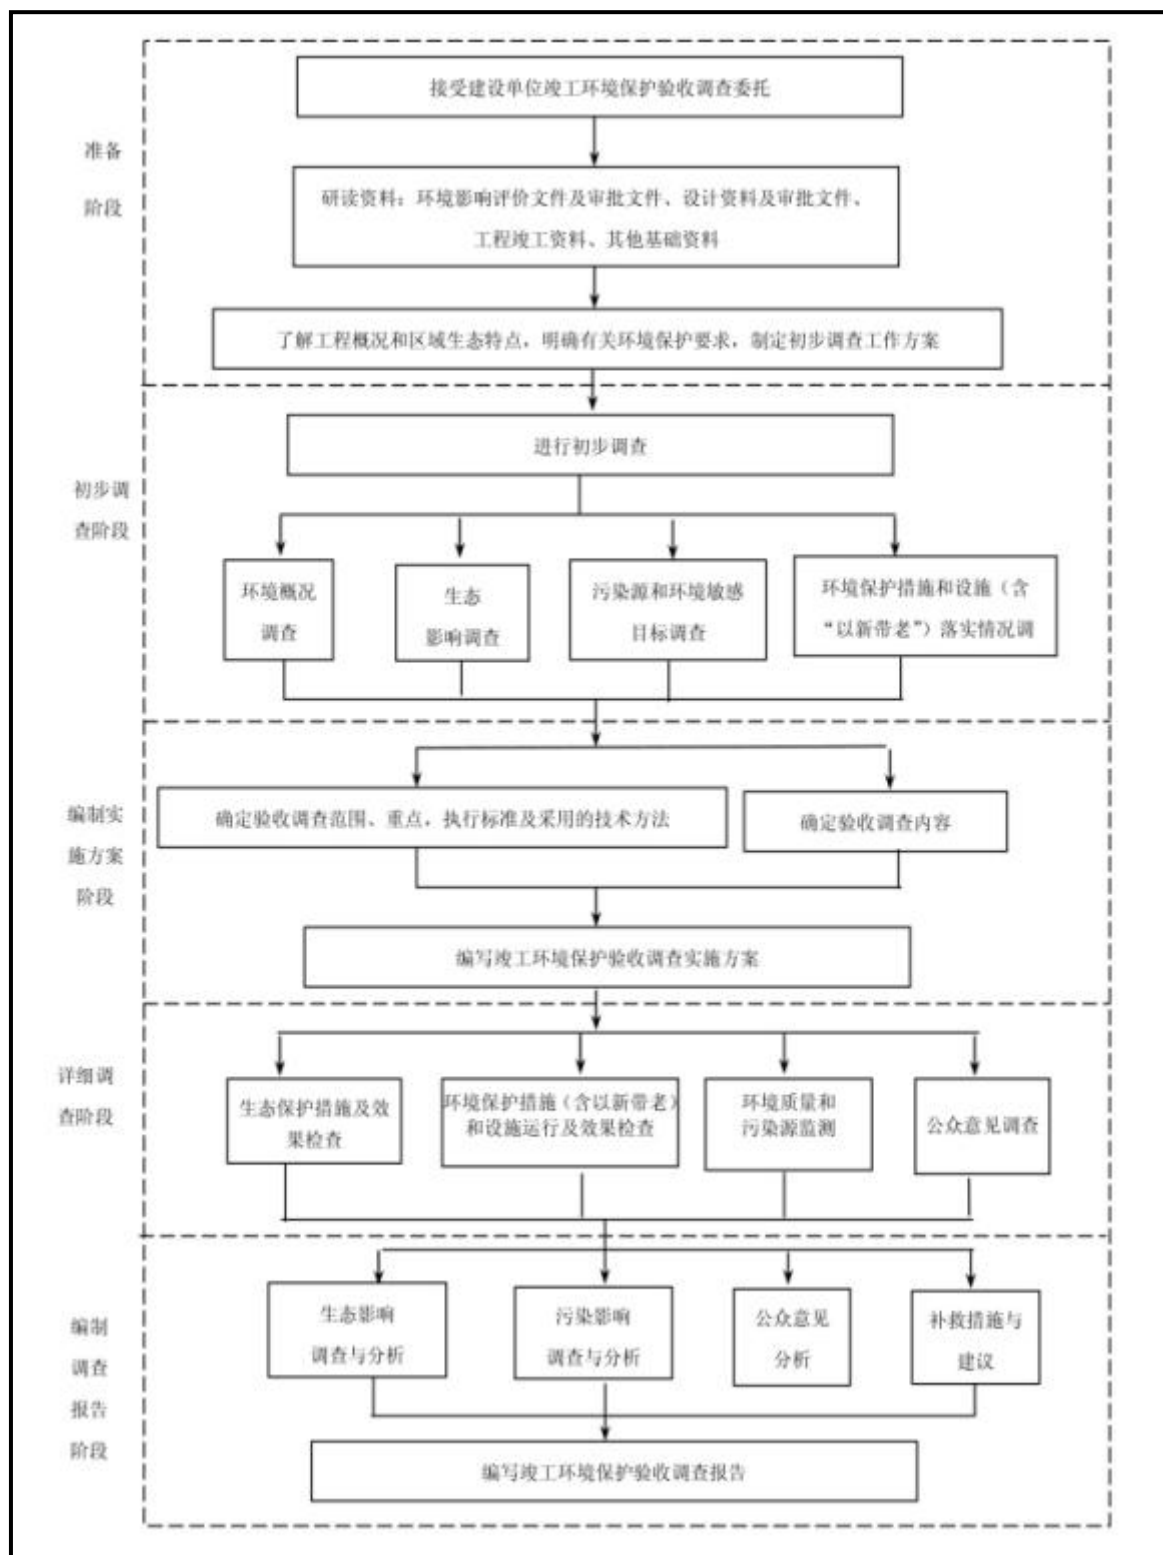 接受建设单位竣工环境保护验收调查委托
准备
阶段
研读资料：环境影响评价文件及审批文件、设计资料及审批文件、
工程竣工资料、其他基础资料
了解工程概况和区域生态特点，明确有关环境保护要求，制定初步调查工作方案
进行初步调查
初步调
查阶段
环境概况
调查
生态
影响调查
污染源和环境敏感
目标调查
环境保护措施和设施（含
“以新带老”）落实情况调
编制实
施方案
阶段
确定验收调查范围、重点，执行标准及采用的技术方法
确定验收调查内容
编写竣工环境保护验收调查实施方案
详细调
查阶段
生态保护措施及效
果检查
环境保护措施（含以新带老）
和设施运行及效果检查
环境质量和
污染源监测
公众意见调查
编制
调查
报告
阶段
生态影响
调查与分析
污染影响
调查与分析
公众意见
分析
补救措施与
建议
编写竣工环境保护验收调查报告